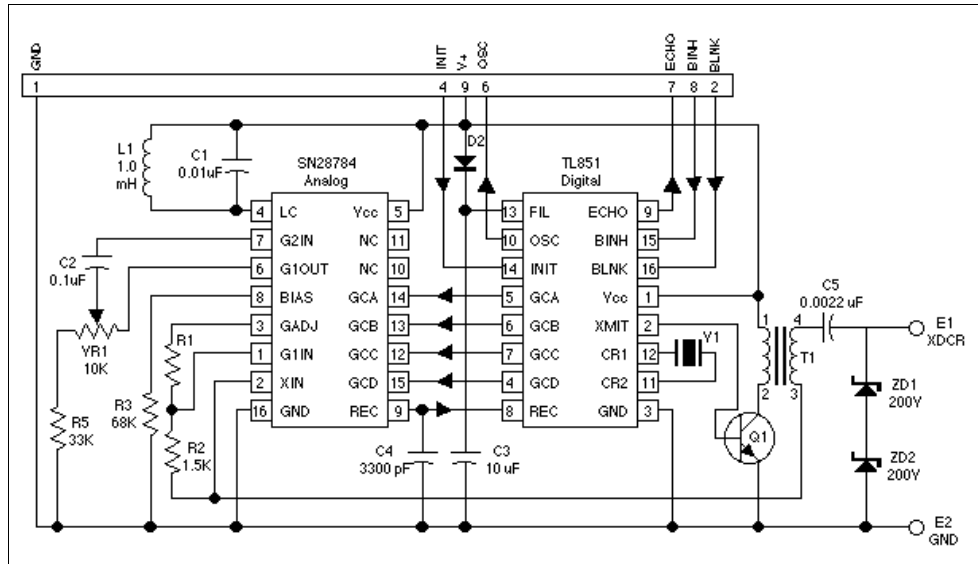 GND
INIT
V+
OSC
ECHO
BINH
BLNK
1 4 9 6 7 8 2
L1
1.0
mH
C1
0.01uF
SN28784
Analog
D2
TL851
Digital
4 LC Vcc 5
7 G2IN NC 11
6 G1OUT NC 10
8 BIAS GCA 14
3 GADJ GCB 13
1 G1IN GCC 12
2 XIN GCD 15
16 GND REC 9
13 FIL ECHO 9
10 OSC BINH 15
14 INIT BLNK 16
5 GCA Vcc 1
6 GCB XMIT 2
7 GCC CR1 12
4 GCD CR2 11
8 REC GND 3
C2
0.1uF
YR1
10K
R1
R5
33K
R3
68K
R2
1.5K
C4
3300 pF
C3
10 uF
Y1
Q1
1 4
T1
2 3
C5
0.0022 uF
E1
XDCR
ZD1
200V
ZD2
200V
E2
GND